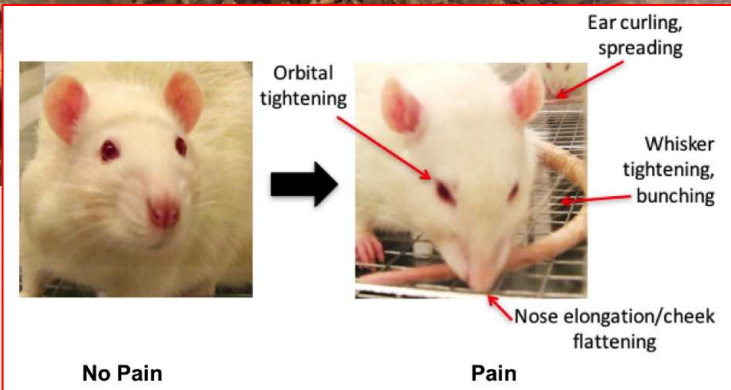 Ear curling,
spreading
Orbital
tightening
Whisker
tightening,
bunching
Nose elongation/cheek
flattening
No Pain
Pain